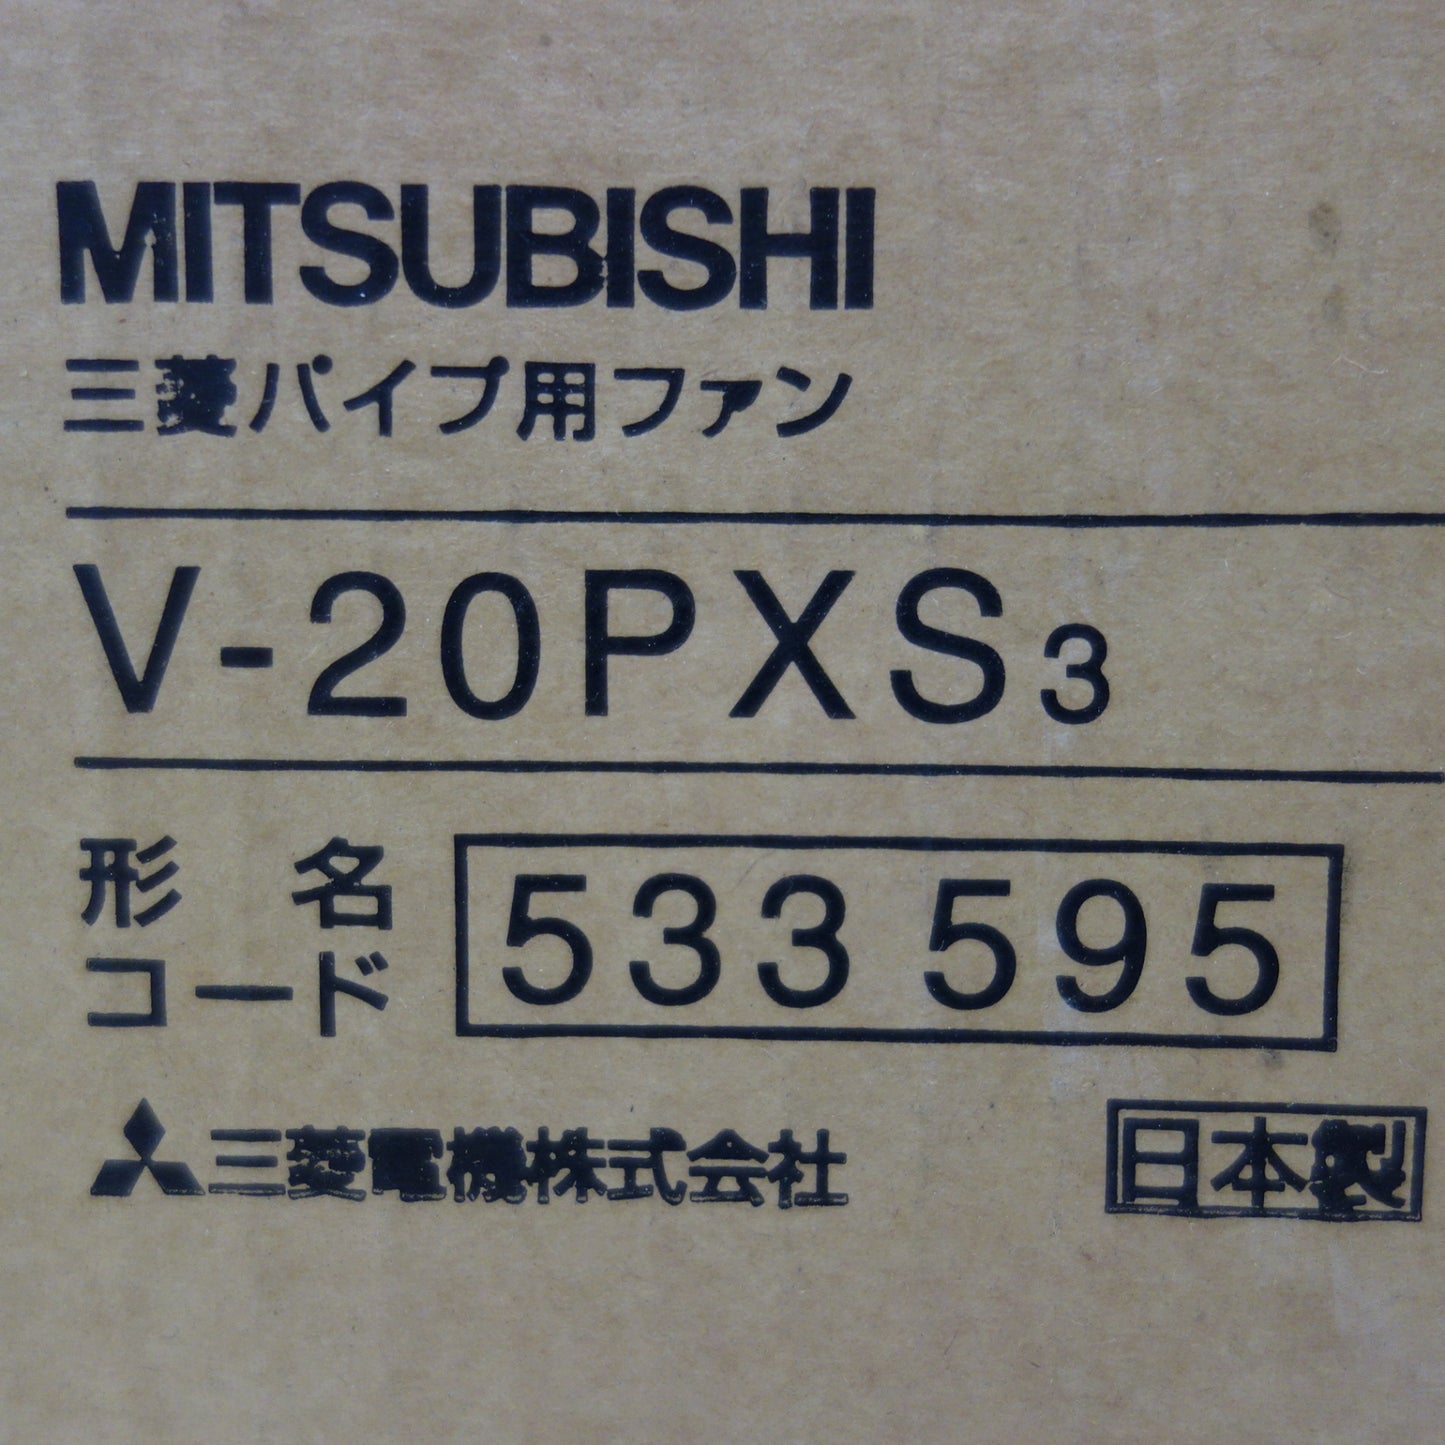 MITSUBISHI
三菱パイプ用ファン
V-20PXS3
形名
コード
533 595
三菱電機株式会社
日本製